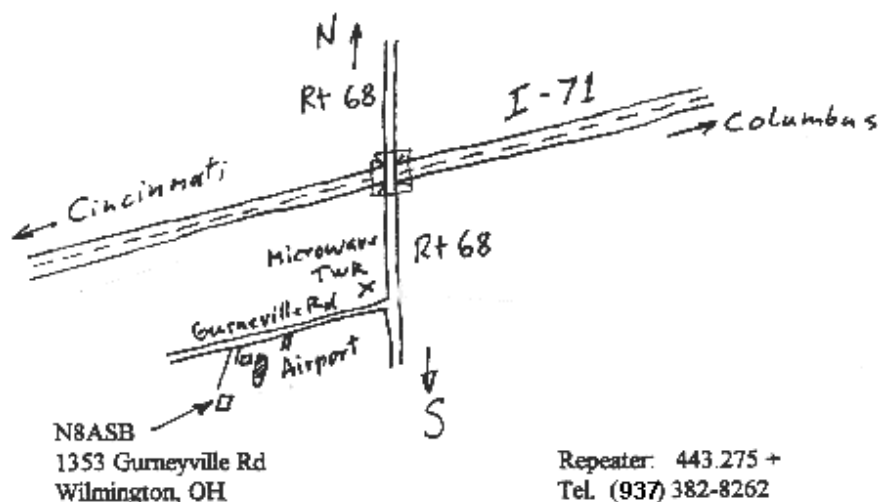 N
Rt 68
I-71
Columbus
Cincinnati
Microwave
Twr
X
Rt 68
Gurneville Rd
Airport
S
N8ASB
1353 Gurneyville Rd
Wilmington, OH
Repeater: 443.275 +
Tel. (937) 382-8262